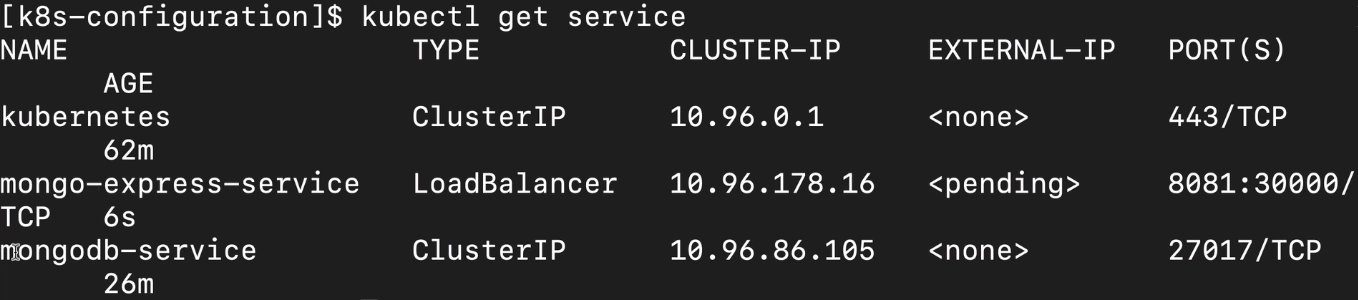 [k8s-configuration]$ kubectl get service
NAME TYPE CLUSTER-IP EXTERNAL-IP PORT(S)
AGE
kubernetes ClusterIP 10.96.0.1 <none> 443/TCP
62m
mongo-express-service LoadBalancer 10.96.178.16 <pending> 8081:30000/
TCP 6s
mongodb-service ClusterIP 10.96.86.105 <none> 27017/TCP
26m